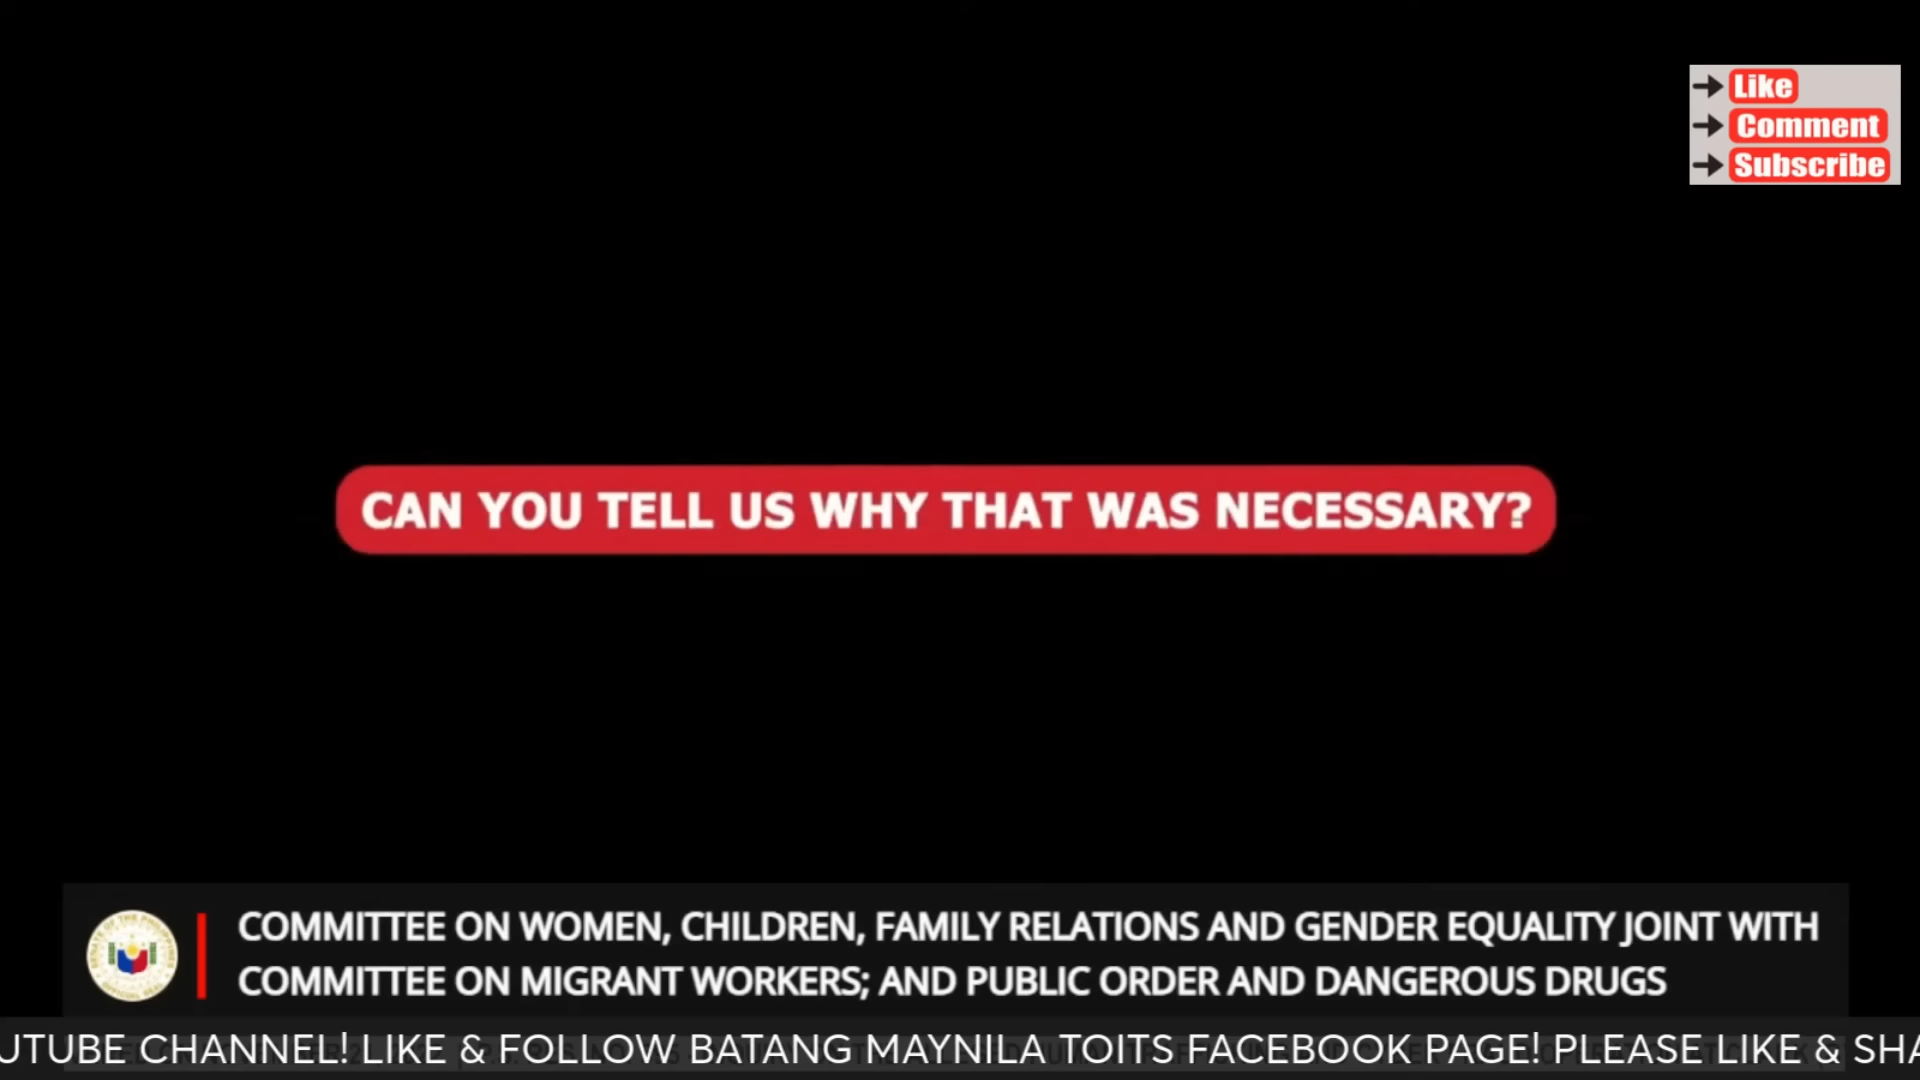 Like
Comment
Subscribe
CAN YOU TELL US WHY THAT WAS NECESSARY?
COMMITTEE ON WOMEN, CHILDREN, FAMILY RELATIONS AND GENDER EQUALITY JOINT WITH
COMMITTEE ON MIGRANT WORKERS; AND PUBLIC ORDER AND DANGEROUS DRUGS
UTUBE CHANNEL! LIKE & FOLLOW BATANG MAYNILA TOITS FACEBOOK PAGE! PLEASE LIKE & SHA